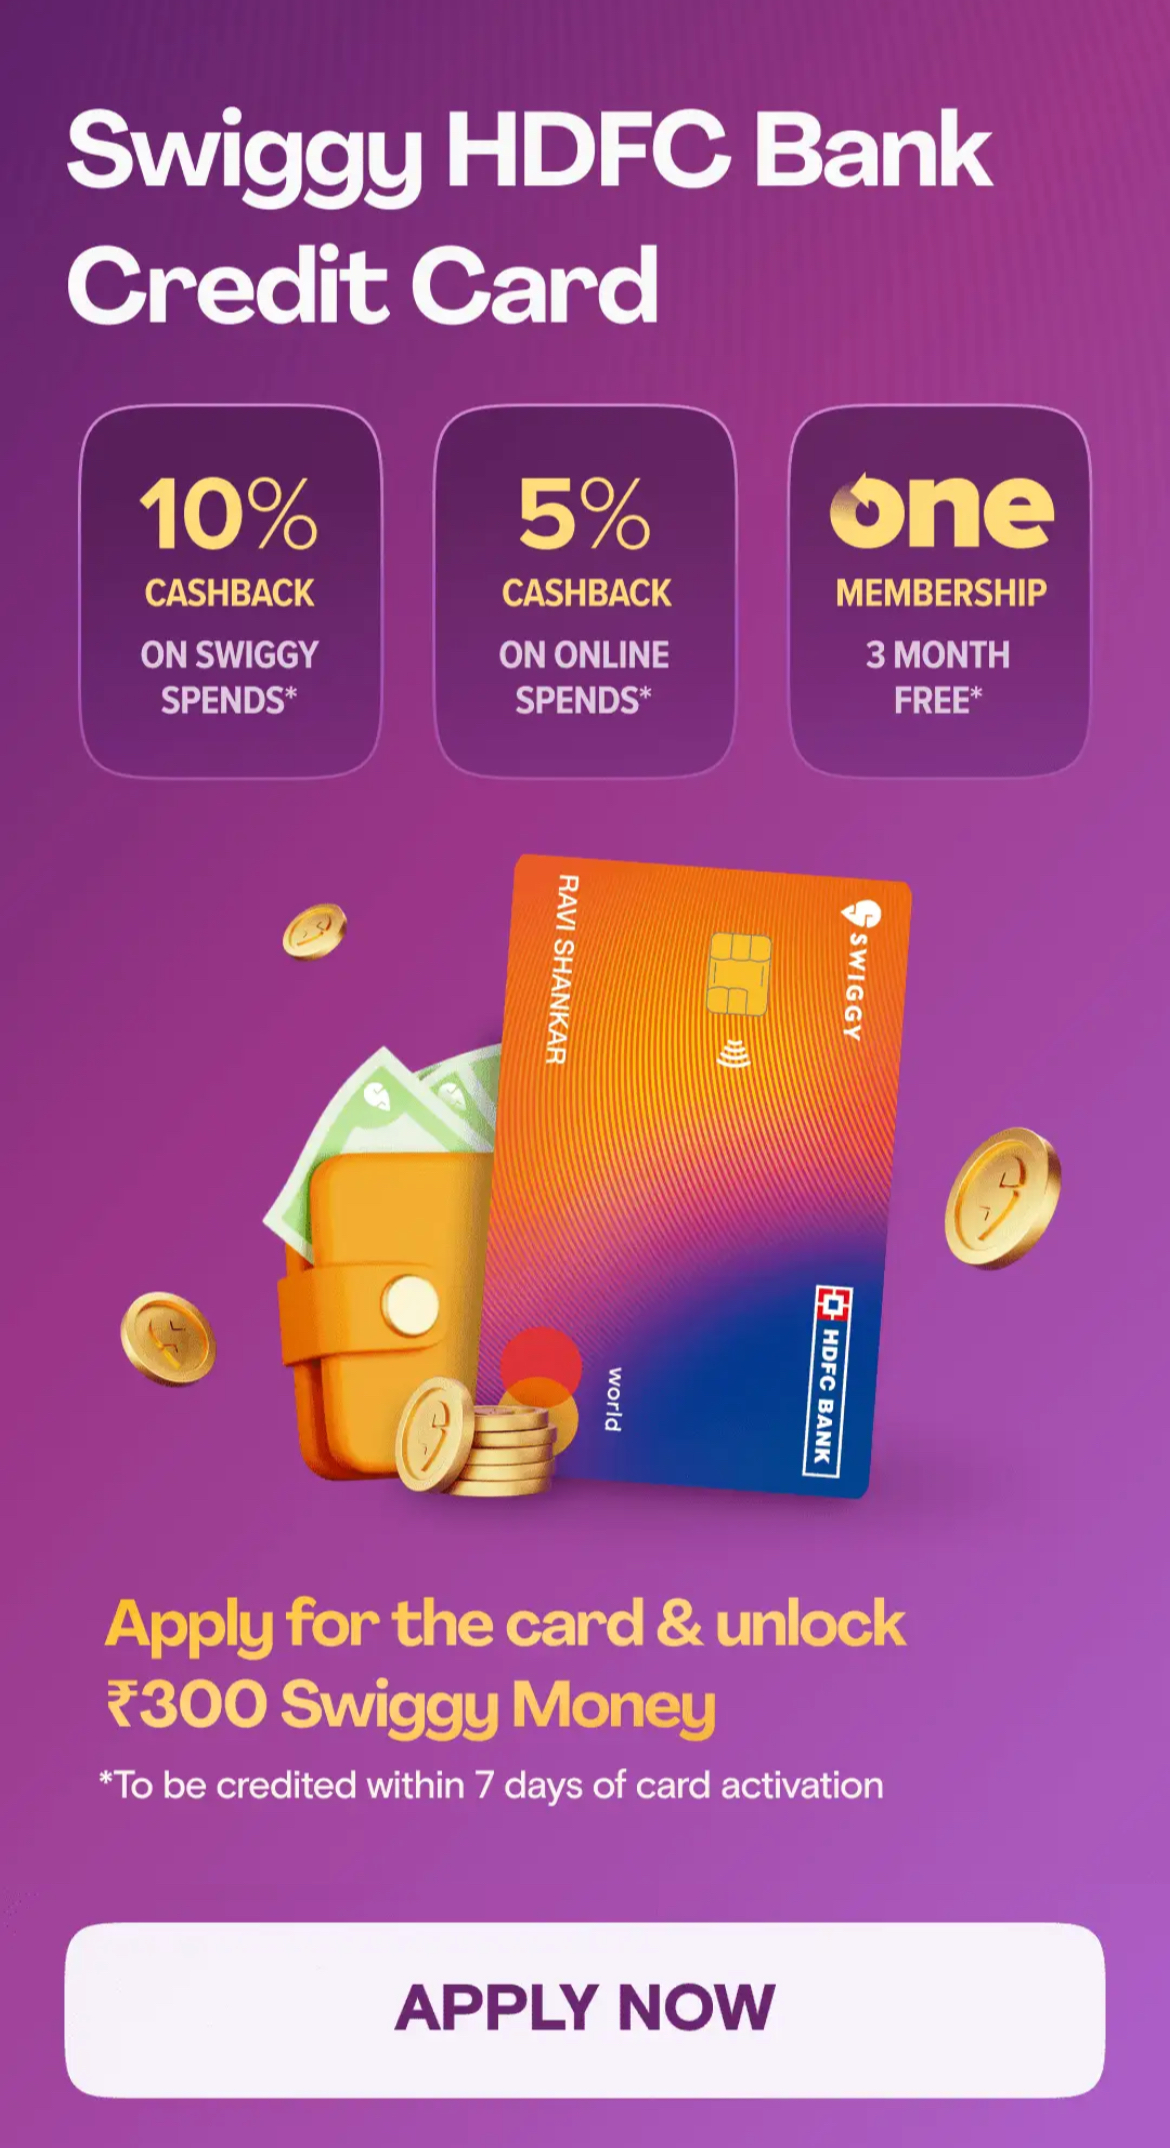 Swiggy HDFC Bank
Credit Card
10%
CASHBACK
ON SWIGGY
SPENDS*
5%
CASHBACK
ON ONLINE
SPENDS*
one
MEMBERSHIP
3 MONTH
FREE*
RAVI SHANKAR
SWIGGY
world
HDFC BANK
Apply for the card & unlock
₹300 Swiggy Money
*To be credited within 7 days of card activation
APPLY NOW